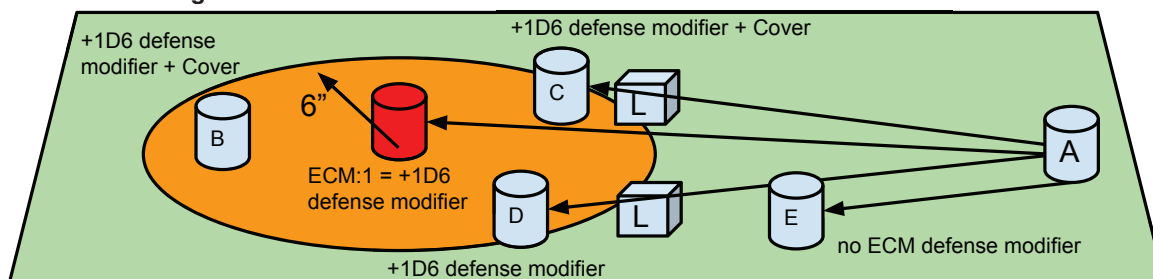 +1D6 defense modifier + Cover
+1D6 defense
modifier + Cover
C
L
6”
B
A
ECM:1 = +1D6
defense modifier
D
L
E
no ECM defense modifier
+1D6 defense modifier